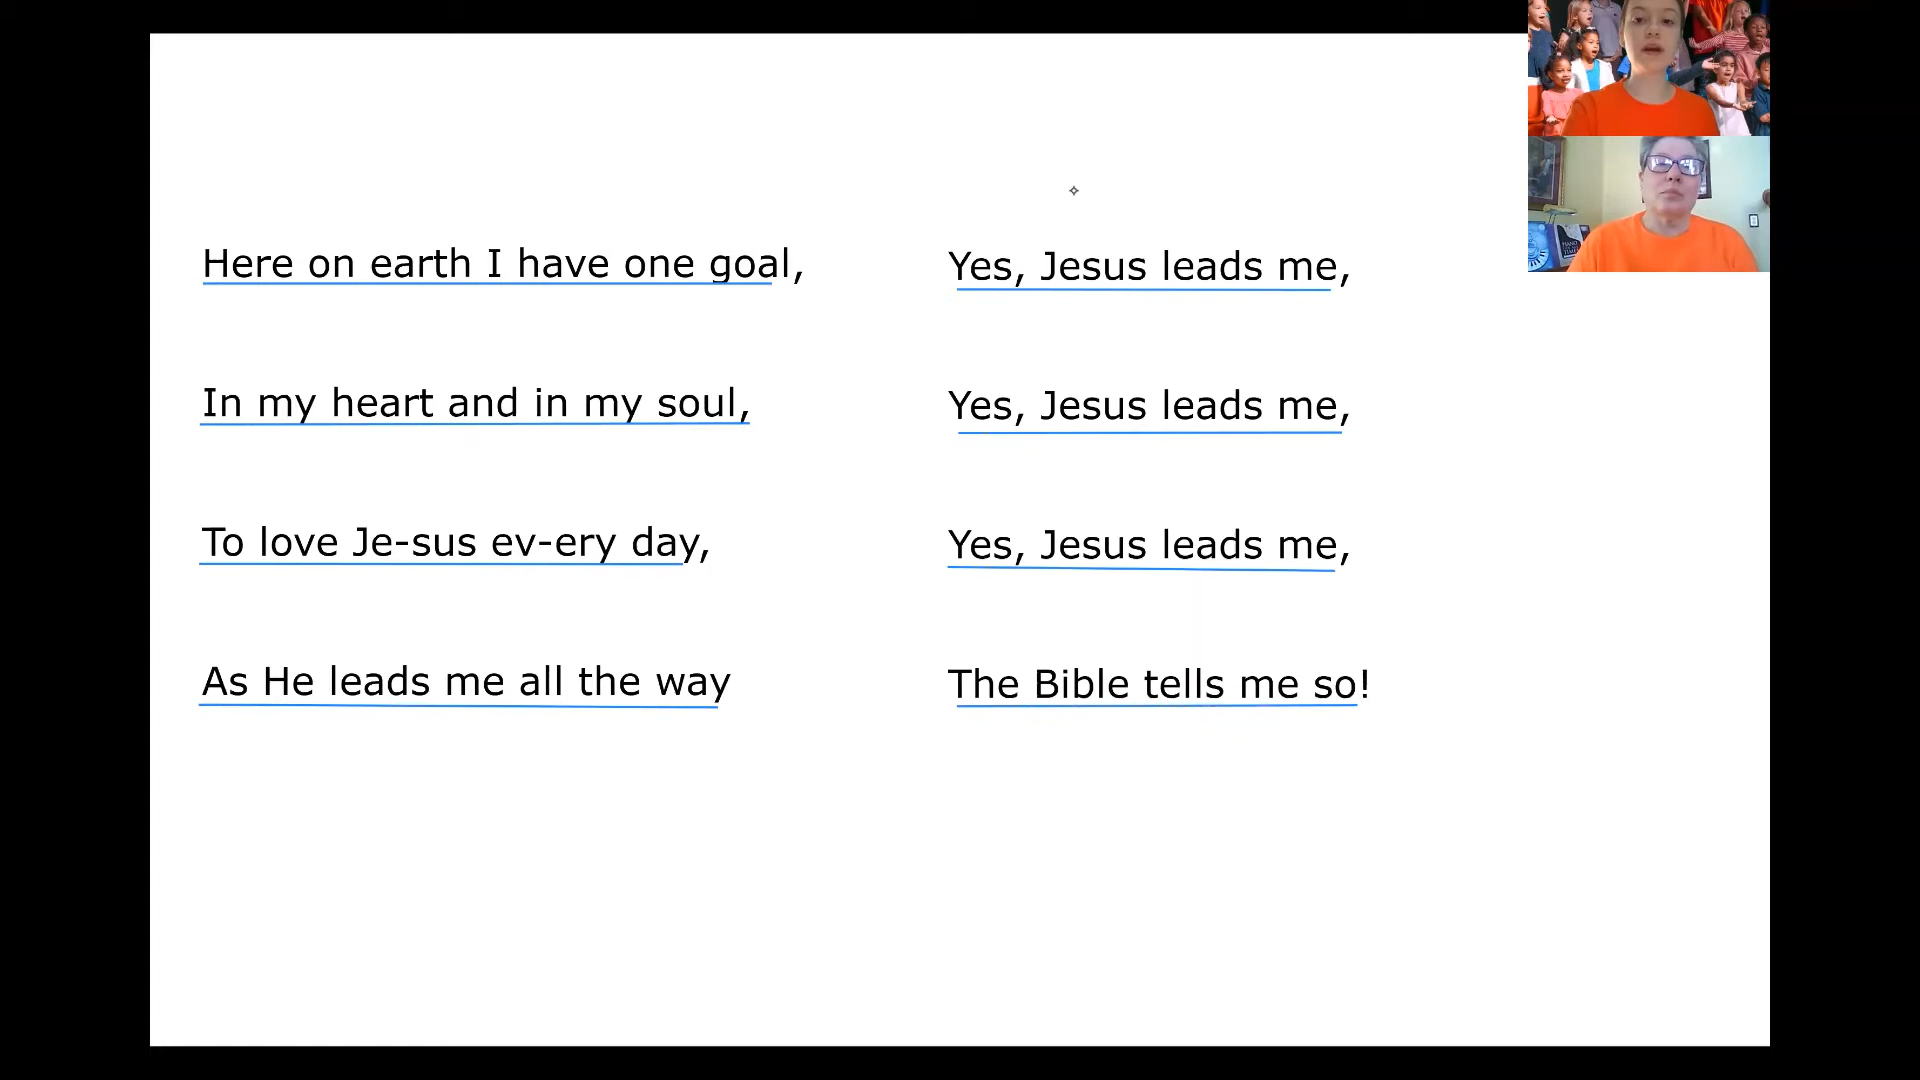 Here on earth I have one goal,
In my heart and in my soul,
To love Je-sus ev-ery day,
As He leads me all the way
Yes, Jesus leads me,
Yes, Jesus leads me,
Yes, Jesus leads me,
The Bible tells me so!
PIANO